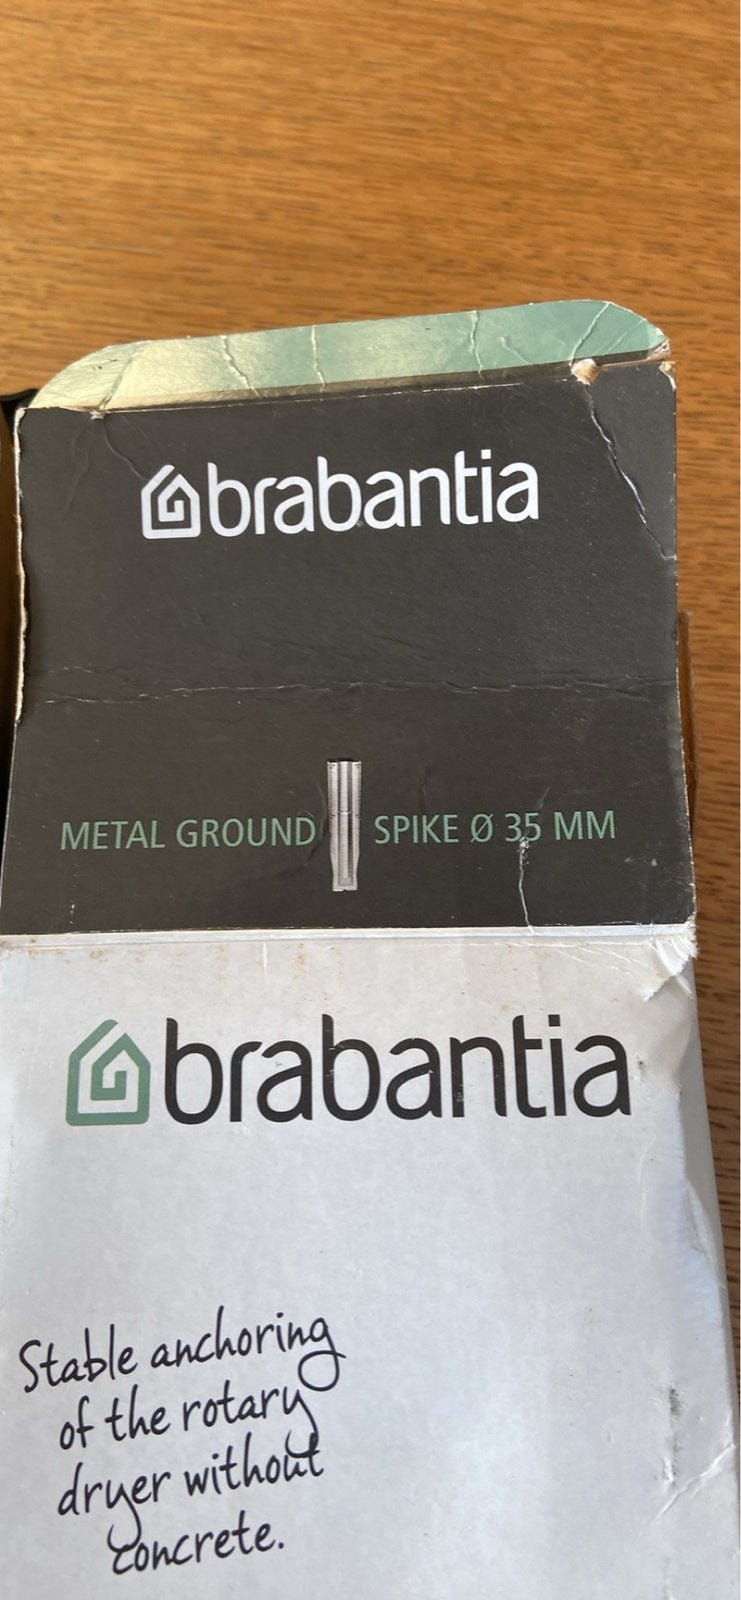 brabantia
METAL GROUND SPIKE Ø 35 MM
brabantia
Stable anchoring
of the rotary
dryer without
concrete.